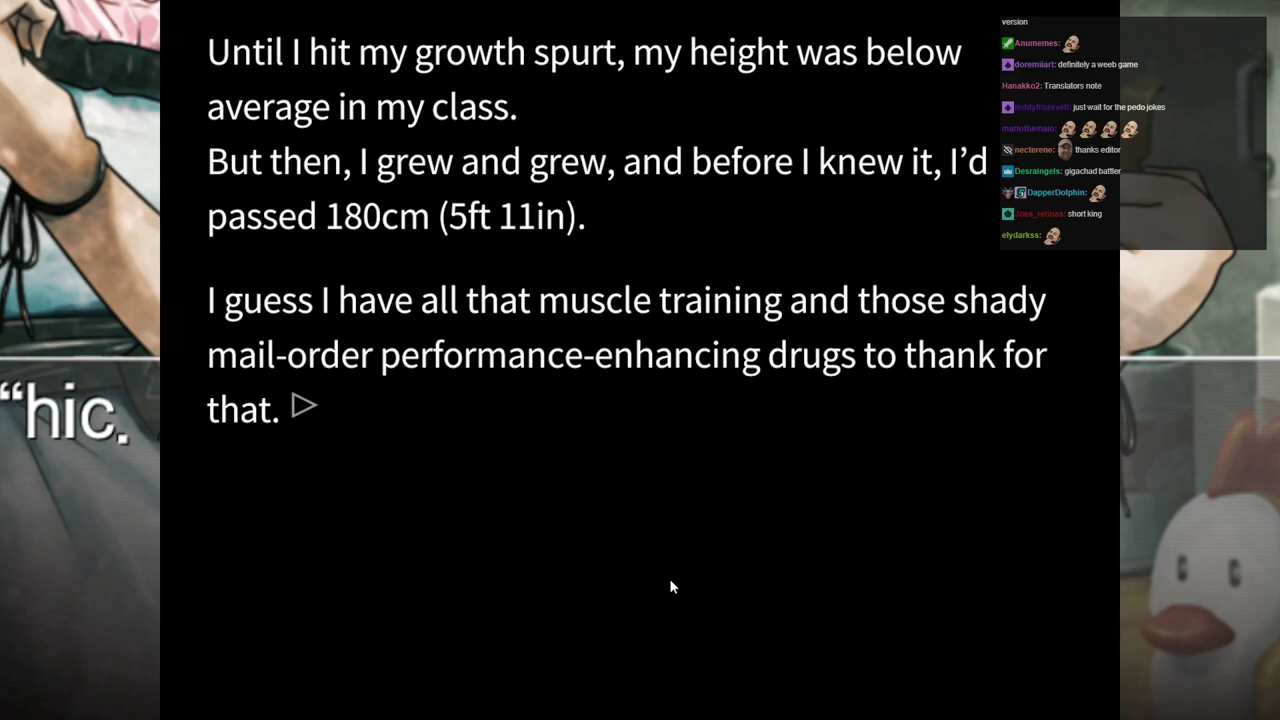 Until I hit my growth spurt, my height was below
average in my class.
But then, I grew and grew, and before I knew it, I’d
passed 180cm (5ft 11in).
I guess I have all that muscle training and those shady
mail-order performance-enhancing drugs to thank for
that.
“hic.
version
Anumemes:
doremiiart: definitely a weeb game
Hanakko2: Translators note
teddyfrozevelt: just wait for the pedo jokes
mariothemaio:
necterene: thanks editor
Desraingels: gigachad battler
DapperDolphin:
Joes_retinas: short king
elydarkss: